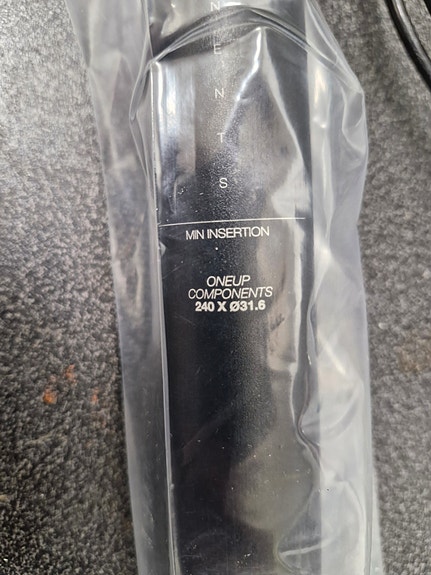 N
E
N
T
S
MIN INSERTION
ONEUP
COMPONENTS
240 X Ø31.6